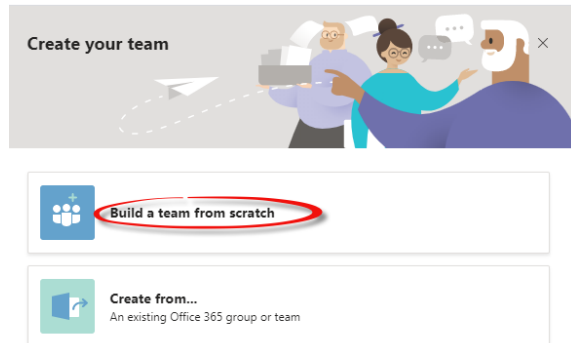 Create your team
Build a team from scratch
Create from...
An existing Office 365 group or team